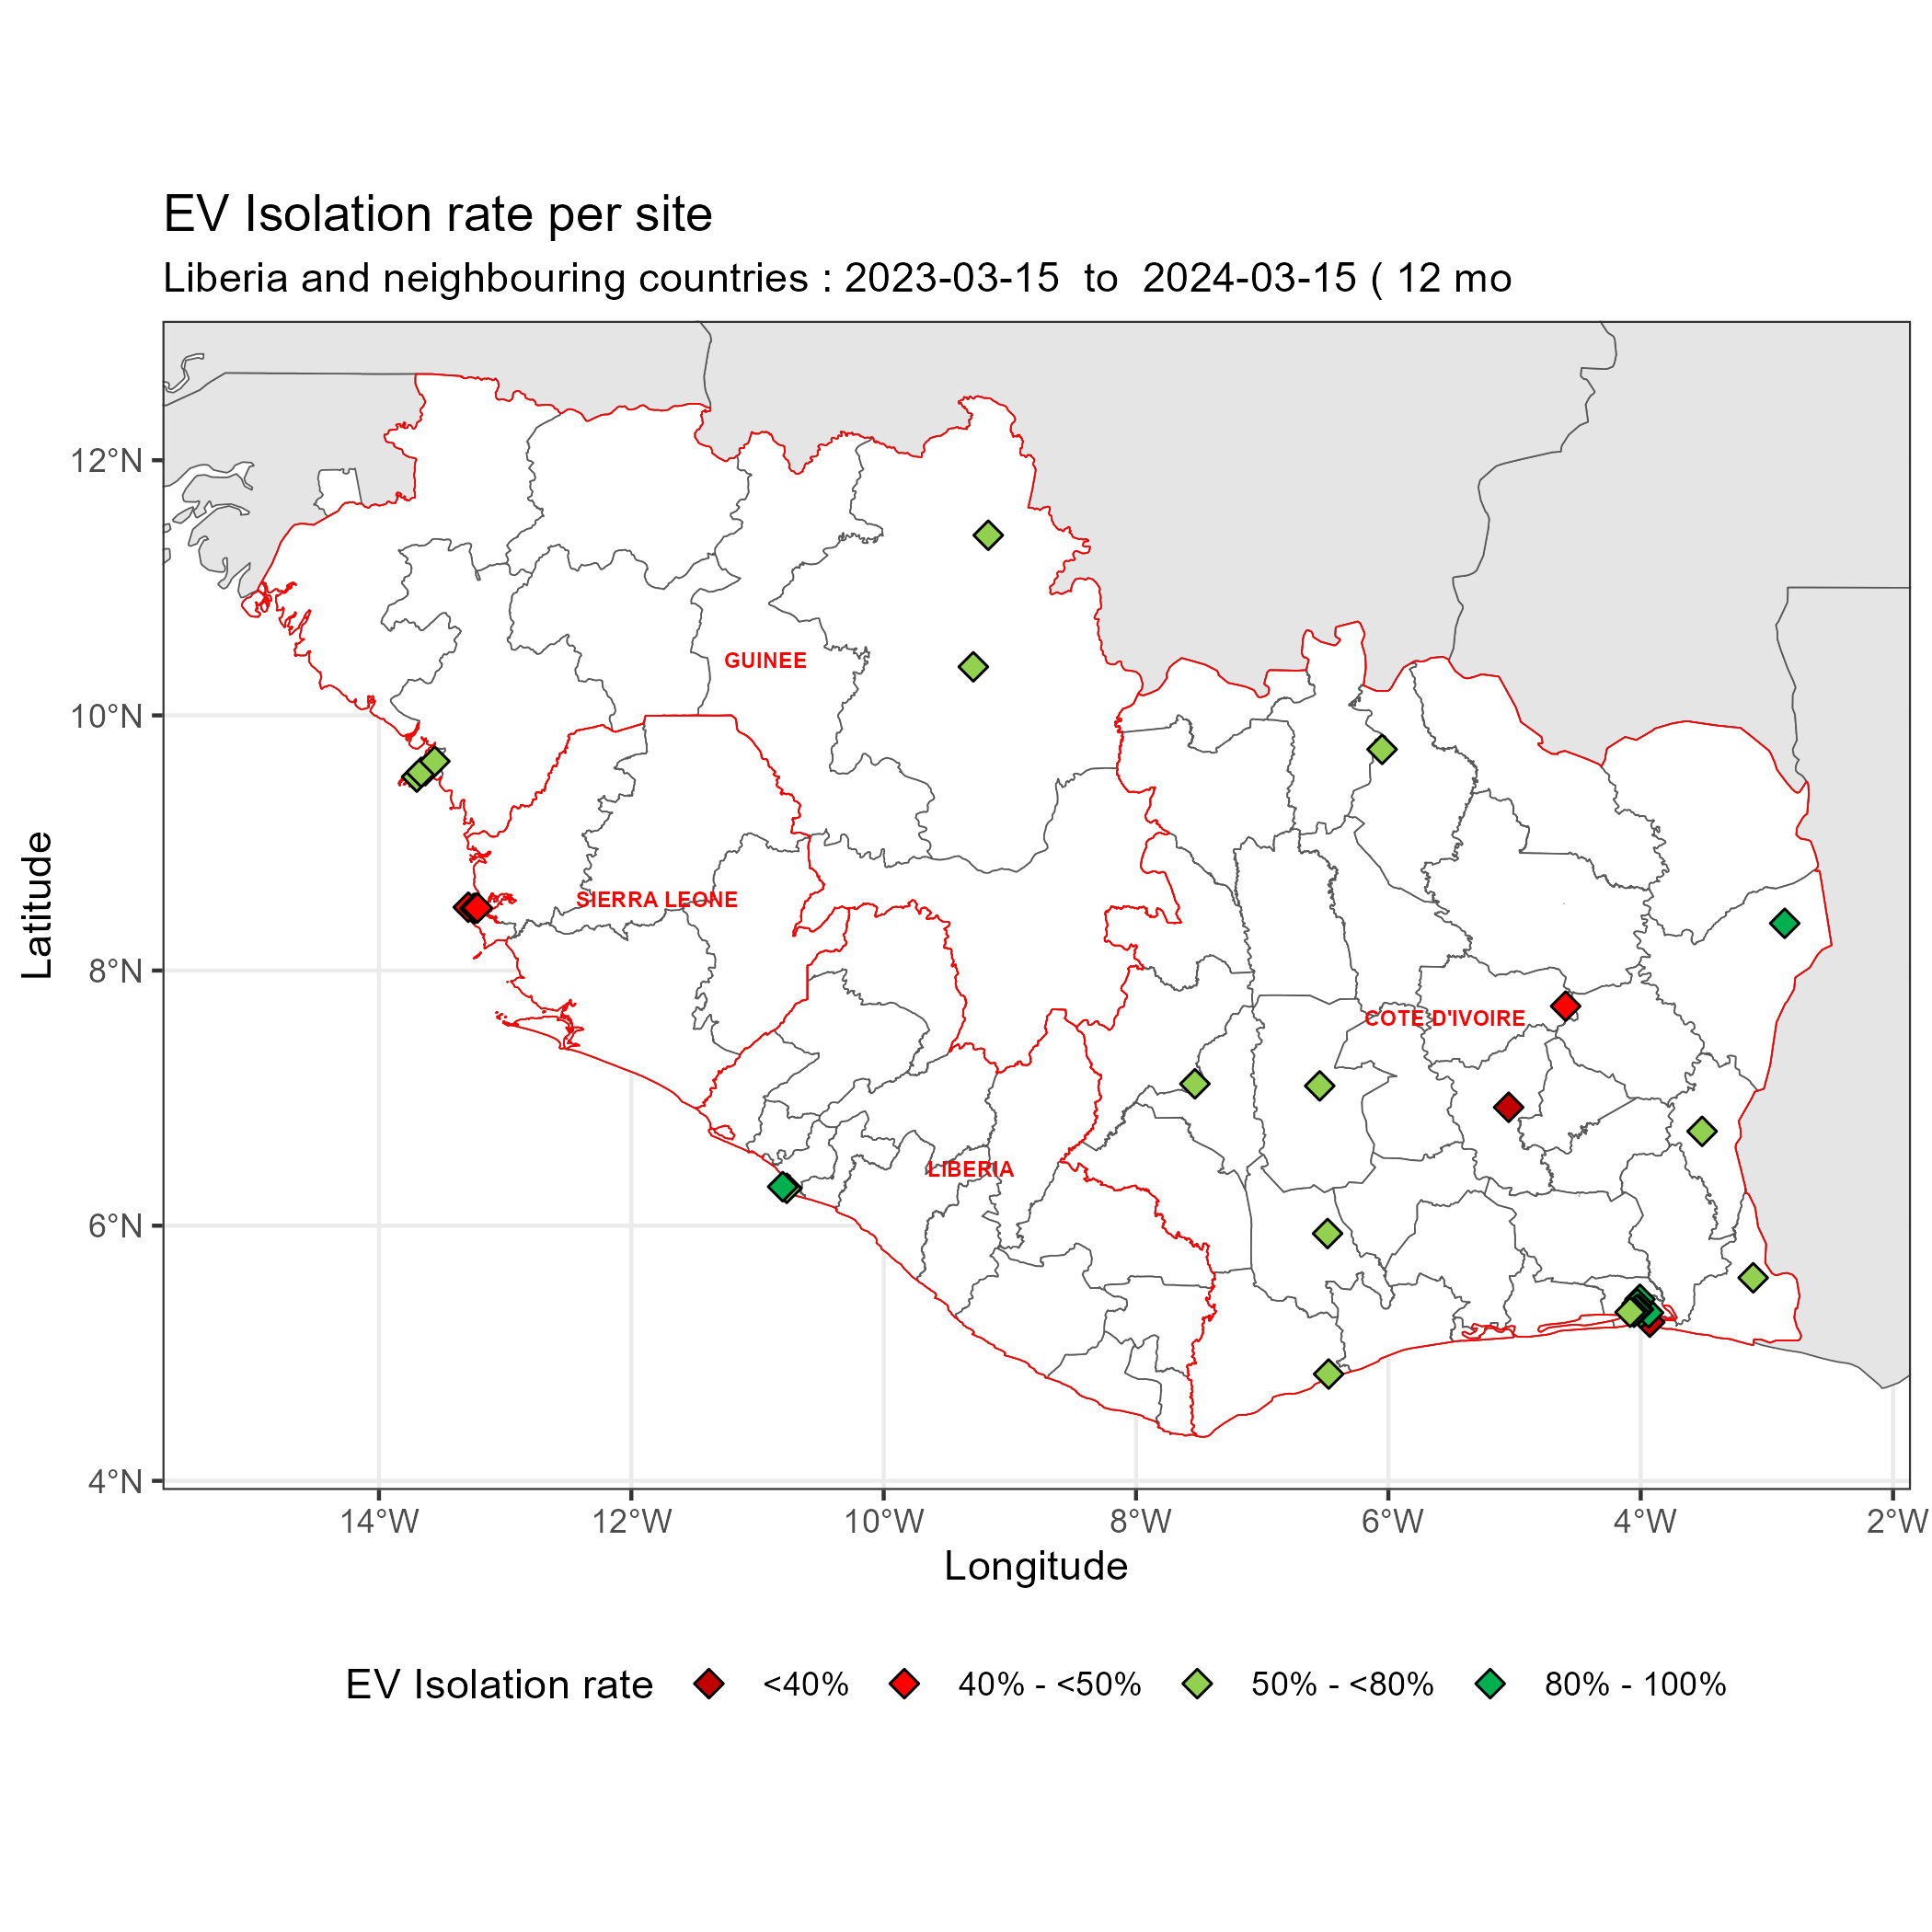 EV Isolation rate per site
Liberia and neighbouring countries : 2023-03-15  to  2024-03-15 ( 12 mo
12°N
10°N
8°N
6°N
4°N
Latitude
GUINEE
SIERRA LEONE
COTE D'IVOIRE
LIBERIA
14°W 12°W 10°W 8°W 6°W 4°W 2°W
Longitude
EV Isolation rate <40% 40% - <50% 50% - <80% 80% - 100%